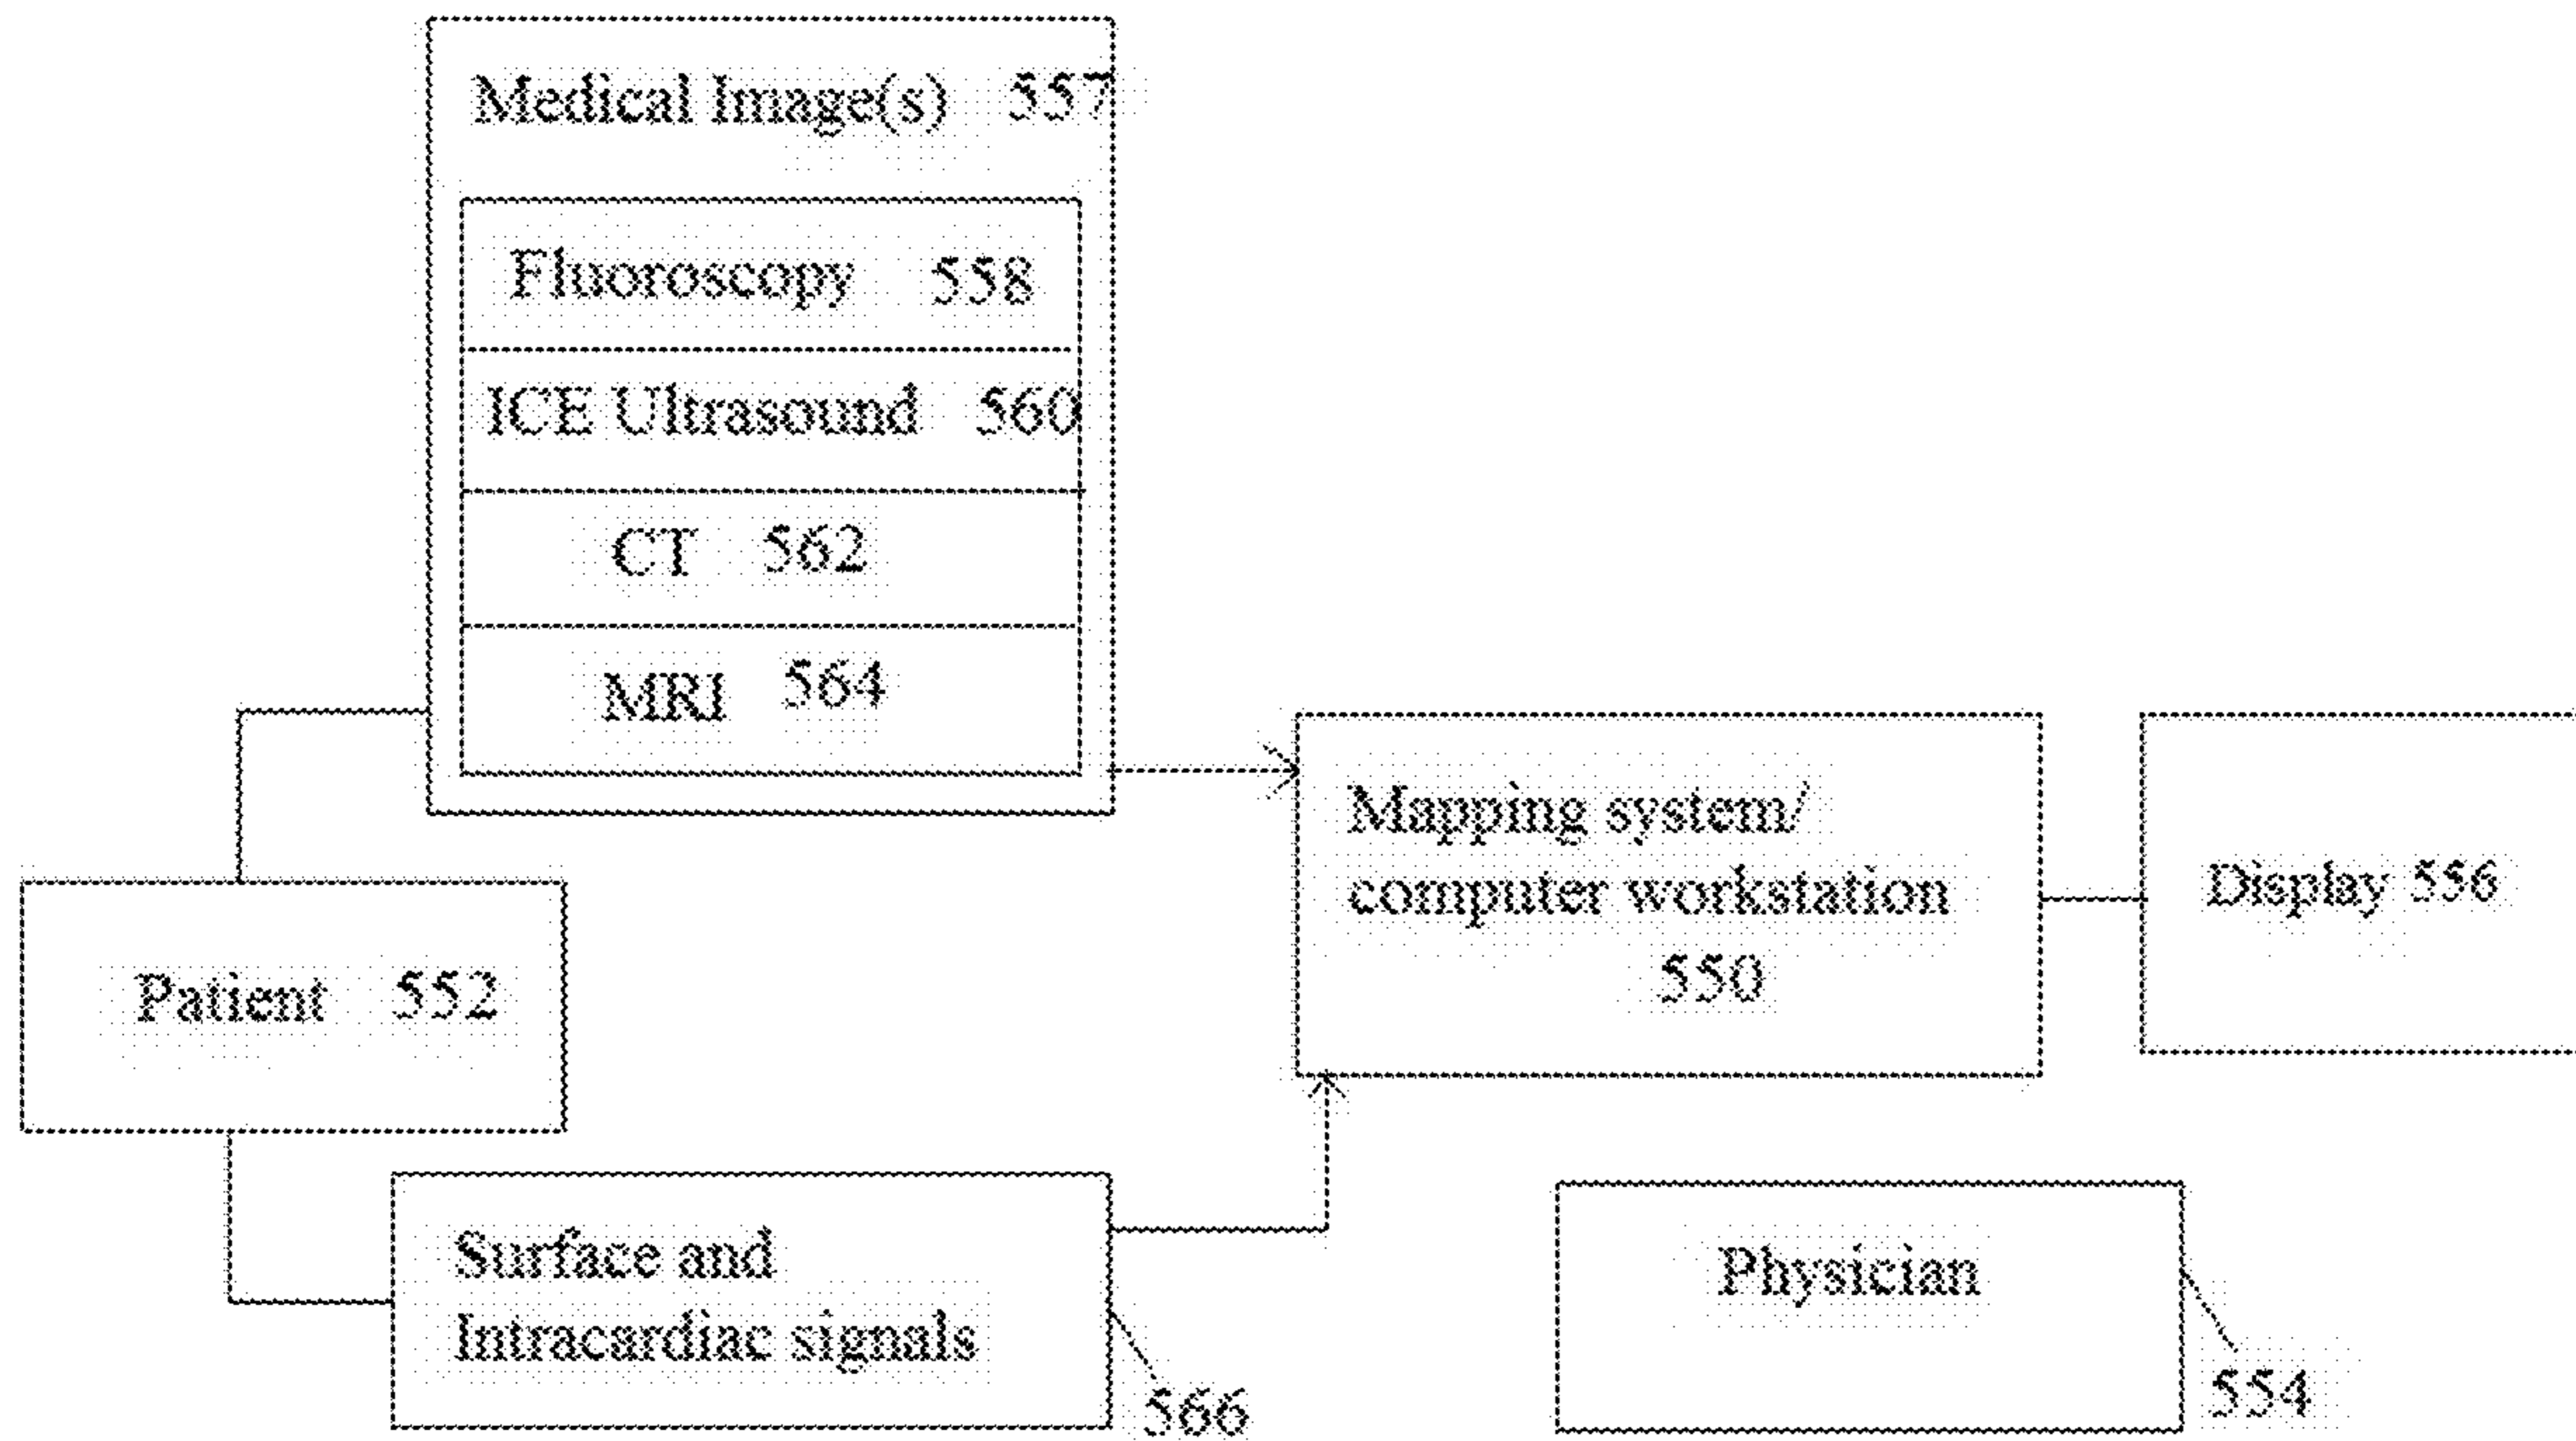 Medical Image(s) 557
Fluoroscopy 558
ICE Ultrasound 560
CT 562
MRI 564
Mapping system/
computer workstation
550
Display 556
Patient 552
Surface and
Intracardiac signals
566
Physician
554